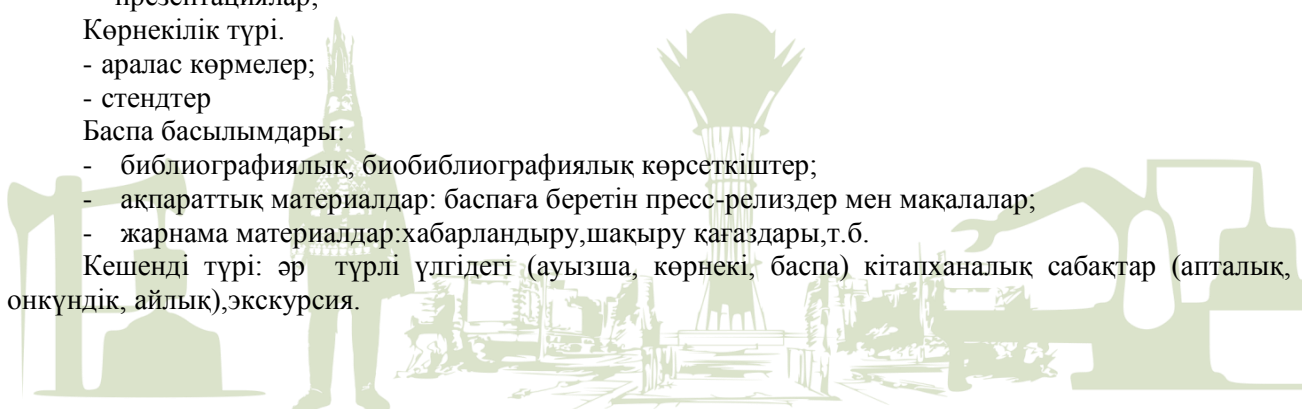 презентациялар;
Көрнекілік түрі.
- аралас көрмелер;
- стендтер
Баспа басылымдары:
- библиографиялық, биобиблиографиялық көрсеткіштер;
- ақпараттық материалдар: баспаға беретін пресс-релиздер мен мақалалар;
- жарнама материалдар:хабарландыру,шақыру қағаздары,т.б.
Кешенді түрі: әр түрлі үлгідегі (ауызша, көрнекі, баспа) кітапханалық сабақтар (апталық,
онкүндік, айлық),экскурсия.